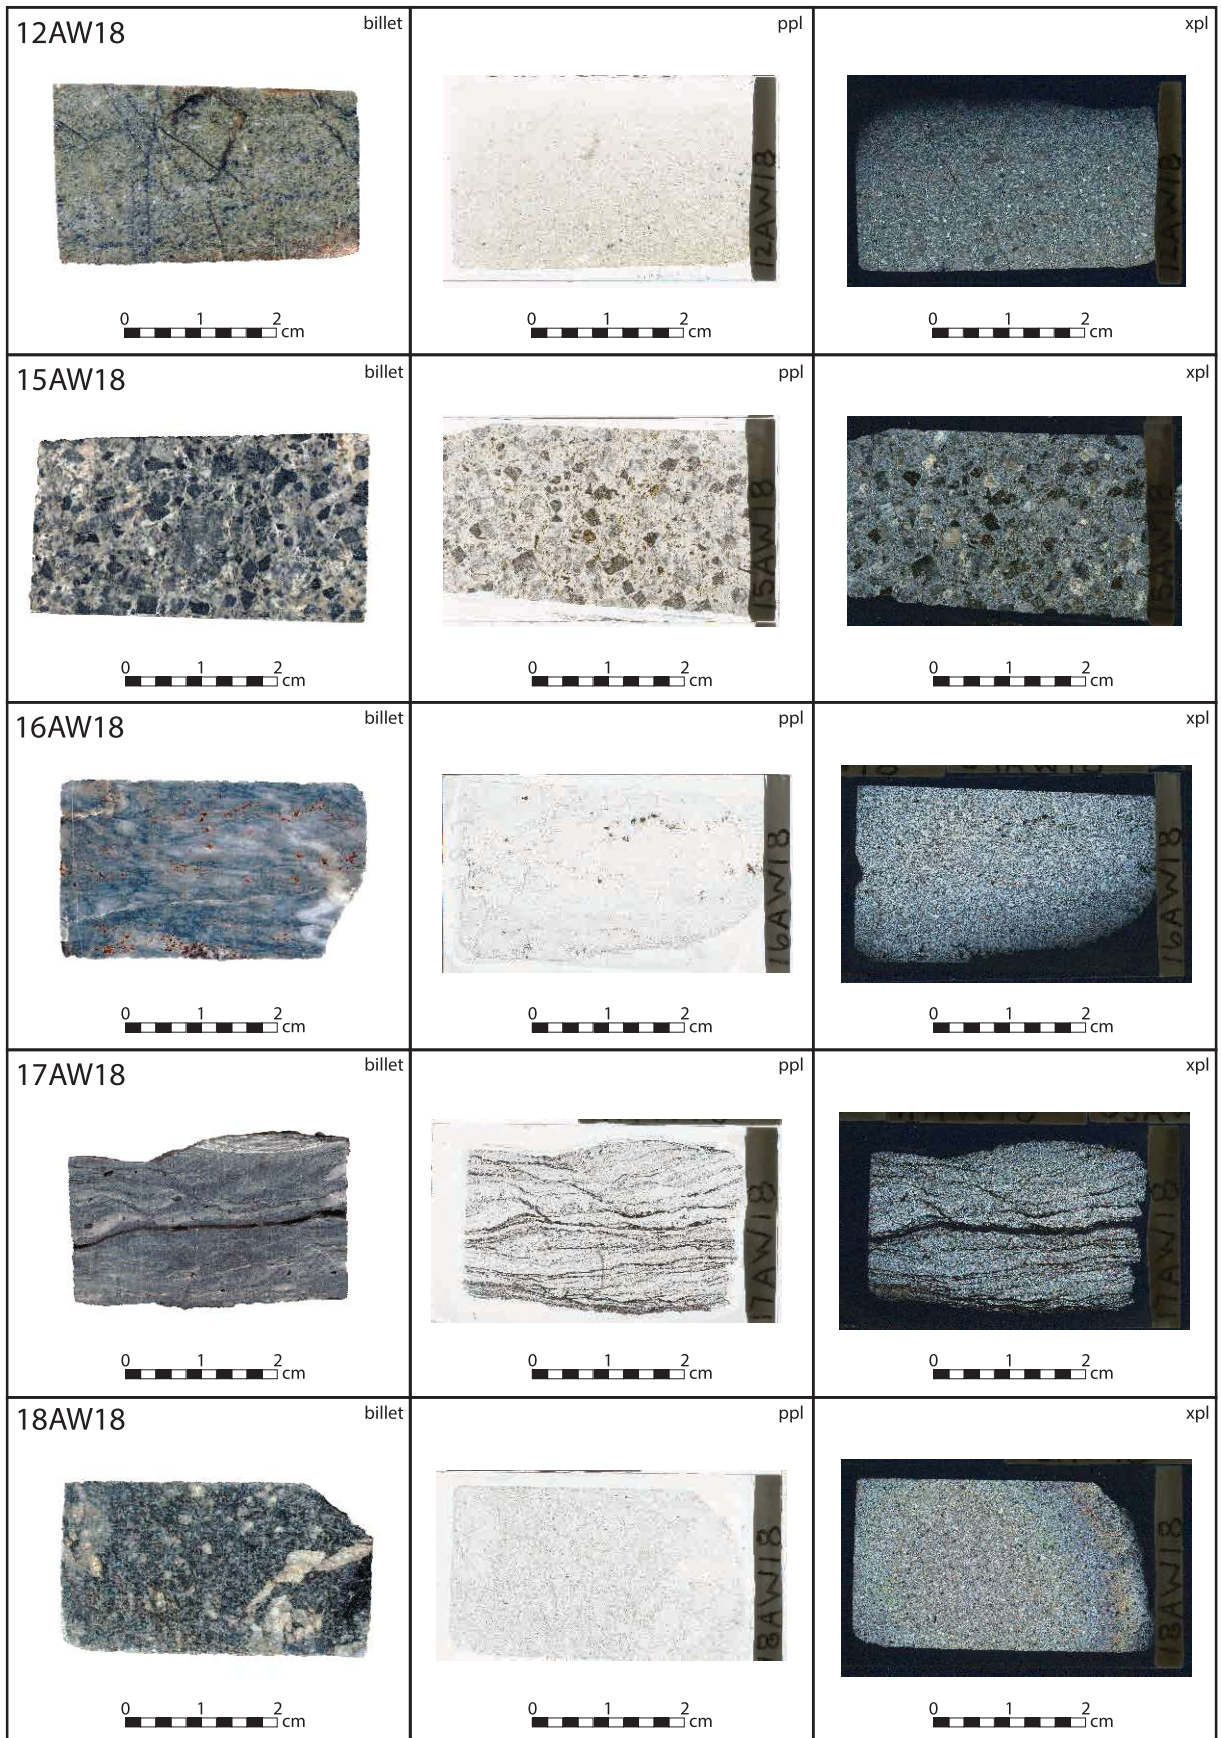 12AW18 billet ppl xpl
12AW18 12AW18
0 1 2 cm 0 1 2 cm 0 1 2 cm
15AW18 billet ppl xpl
15AW18 15AW18
0 1 2 cm 0 1 2 cm 0 1 2 cm
16AW18 billet ppl xpl
16AW18 16AW18
0 1 2 cm 0 1 2 cm 0 1 2 cm
17AW18 billet ppl xpl
17AW18 17AW18
0 1 2 cm 0 1 2 cm 0 1 2 cm
18AW18 billet ppl xpl
18AW18 18AW18
0 1 2 cm 0 1 2 cm 0 1 2 cm